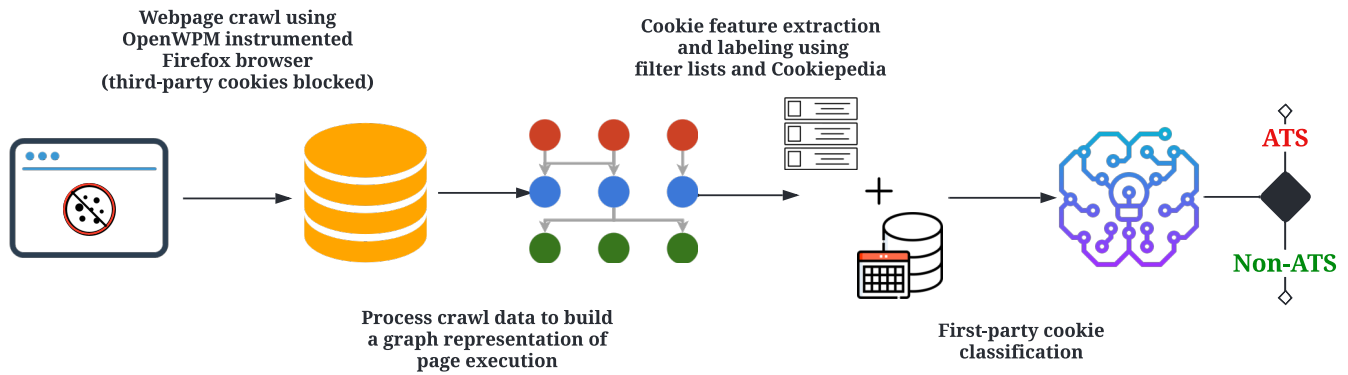 Webpage crawl using
OpenWPM instrumented
Firefox browser
(third-party cookies blocked)
Cookie feature extraction
and labeling using
filter lists and Cookiepedia
ATS
Non-ATS
Process crawl data to build
a graph representation of
page execution
First-party cookie
classification